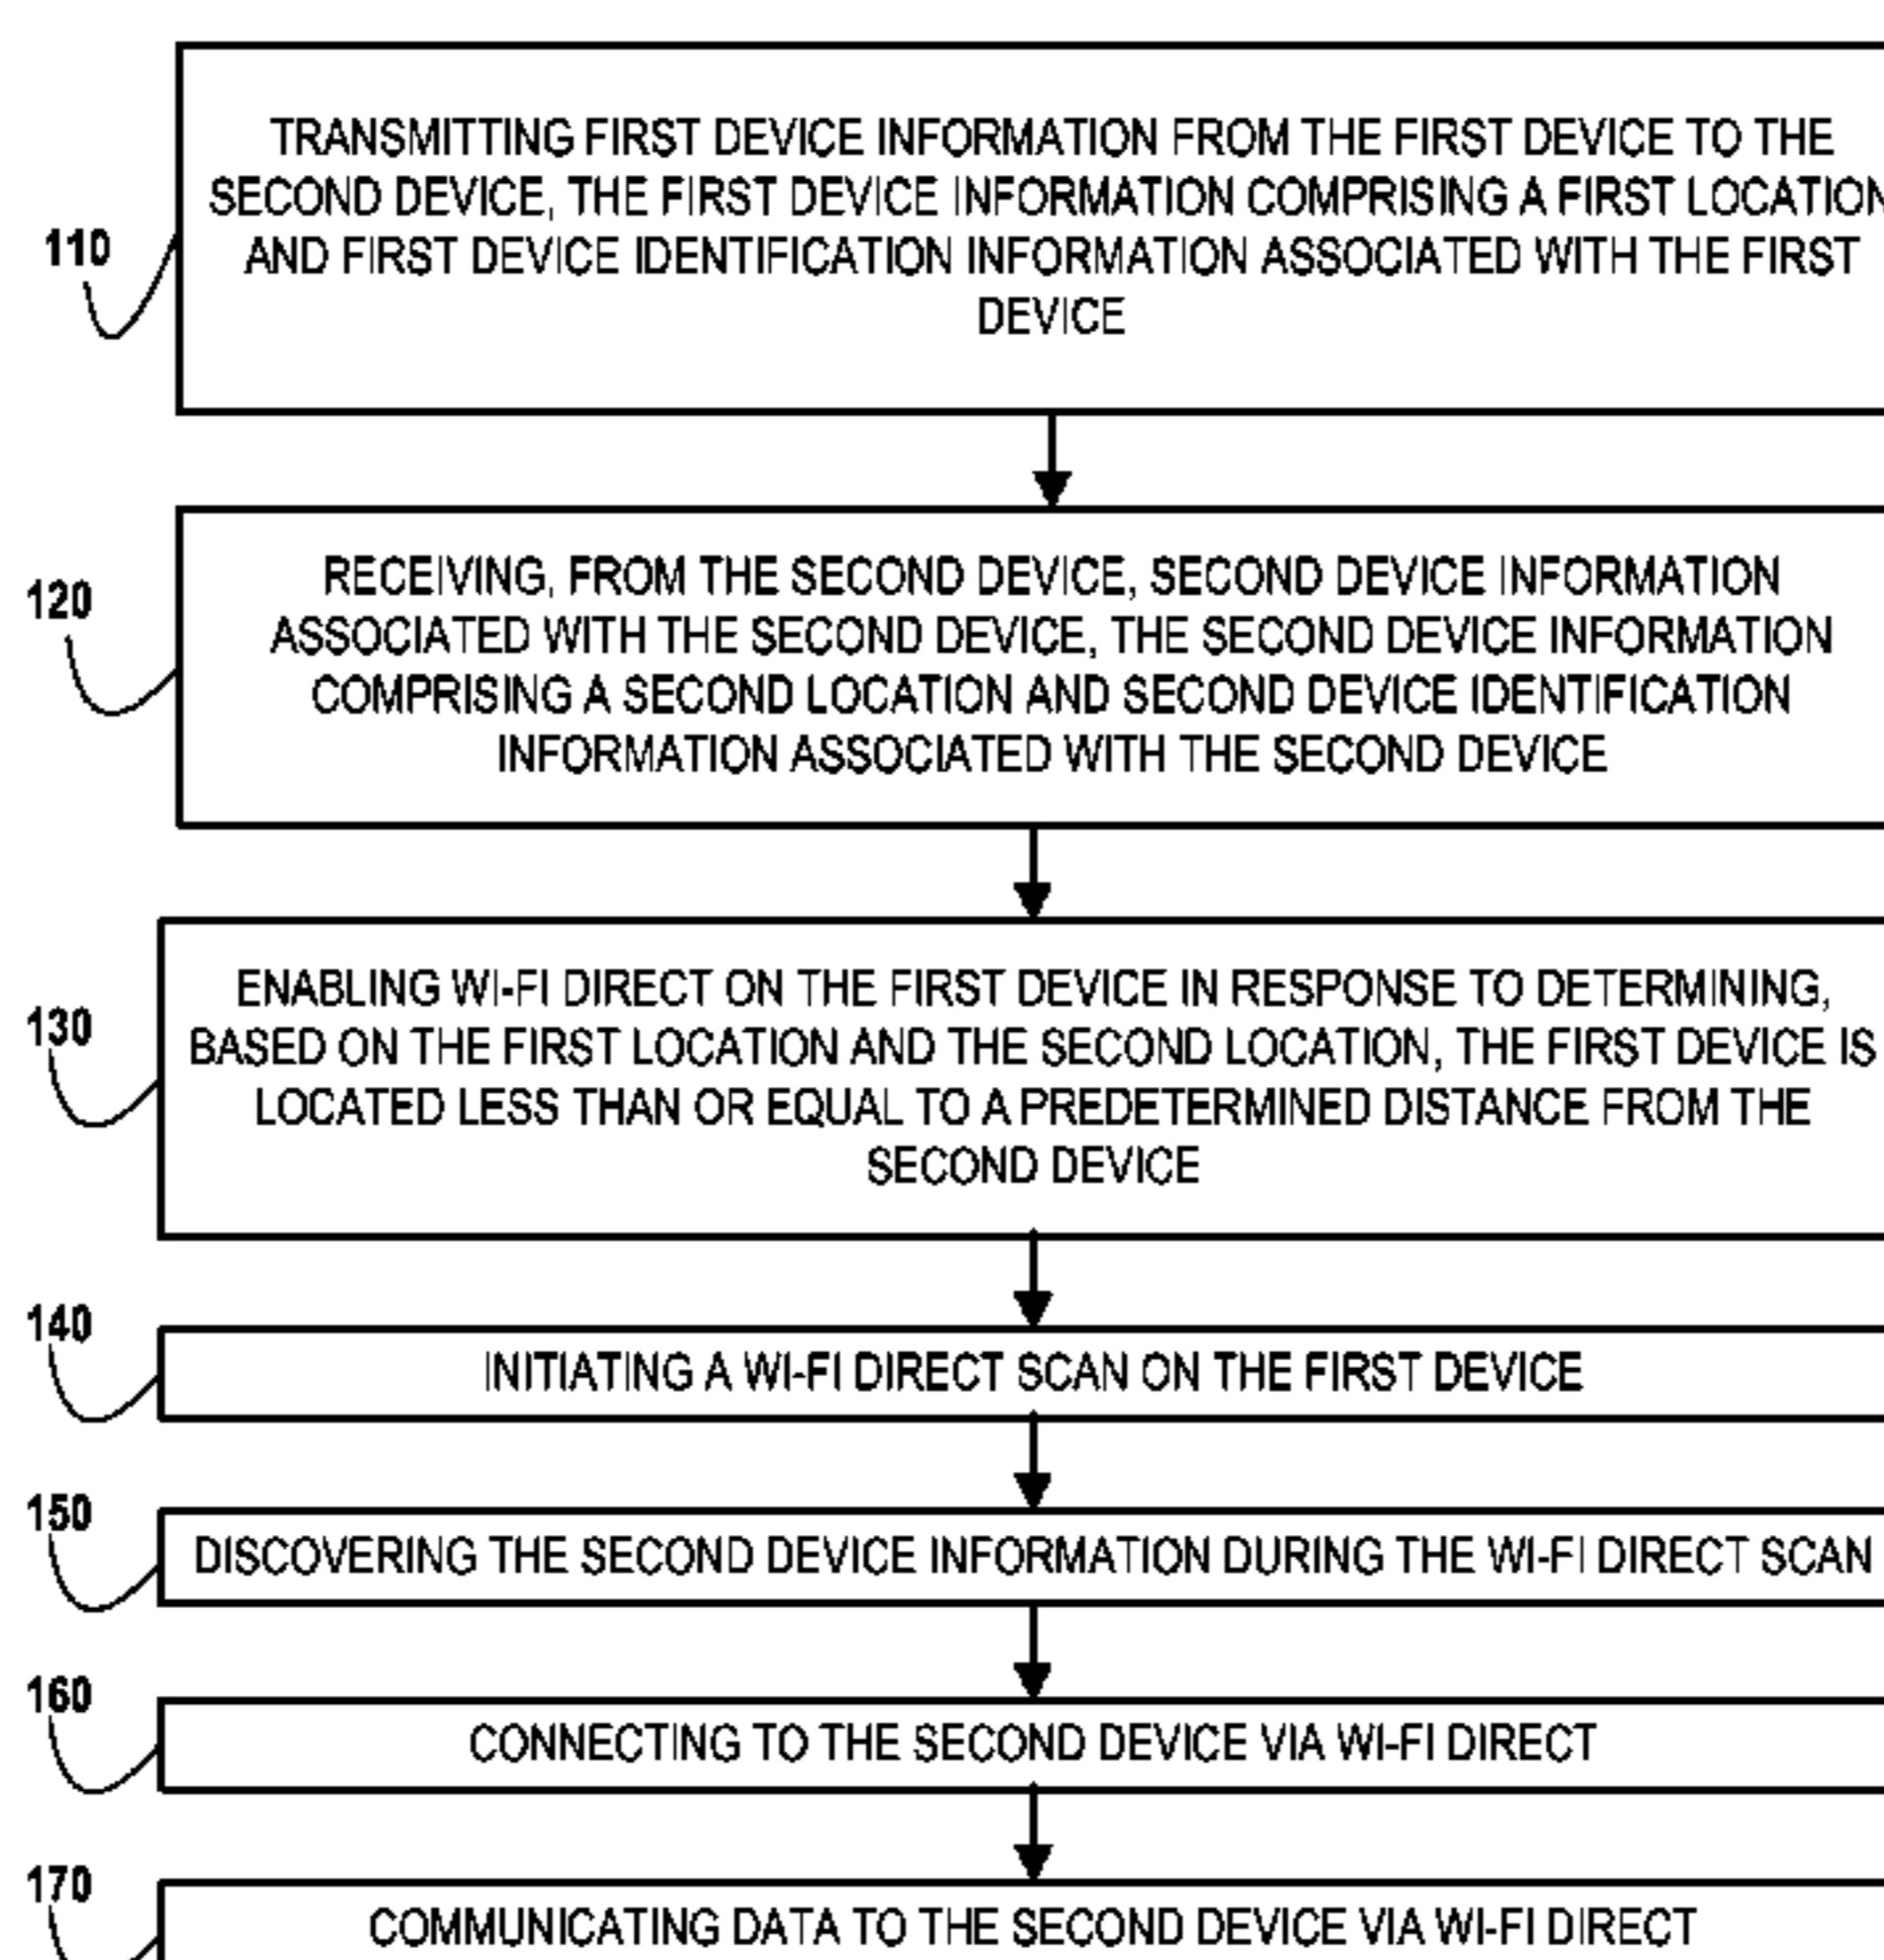 TRANSMITTING FIRST DEVICE INFORMATION FROM THE FIRST DEVICE TO THE
SECOND DEVICE, THE FIRST DEVICE INFORMATION COMPRISING A FIRST LOCATION
110
AND FIRST DEVICE IDENTIFICATION INFORMATION ASSOCIATED WITH THE FIRST
DEVICE
RECEIVING, FROM THE SECOND DEVICE, SECOND DEVICE INFORMATION
120
ASSOCIATED WITH THE SECOND DEVICE, THE SECOND DEVICE INFORMATION
COMPRISING A SECOND LOCATION AND SECOND DEVICE IDENTIFICATION
INFORMATION ASSOCIATED WITH THE SECOND DEVICE
ENABLING WI-FI DIRECT ON THE FIRST DEVICE IN RESPONSE TO DETERMINING,
130
BASED ON THE FIRST LOCATION AND THE SECOND LOCATION, THE FIRST DEVICE IS
LOCATED LESS THAN OR EQUAL TO A PREDETERMINED DISTANCE FROM THE
SECOND DEVICE
140
INITIATING A WI-FI DIRECT SCAN ON THE FIRST DEVICE
150
DISCOVERING THE SECOND DEVICE INFORMATION DURING THE WI-FI DIRECT SCAN
160
CONNECTING TO THE SECOND DEVICE VIA WI-FI DIRECT
170
COMMUNICATING DATA TO THE SECOND DEVICE VIA WI-FI DIRECT